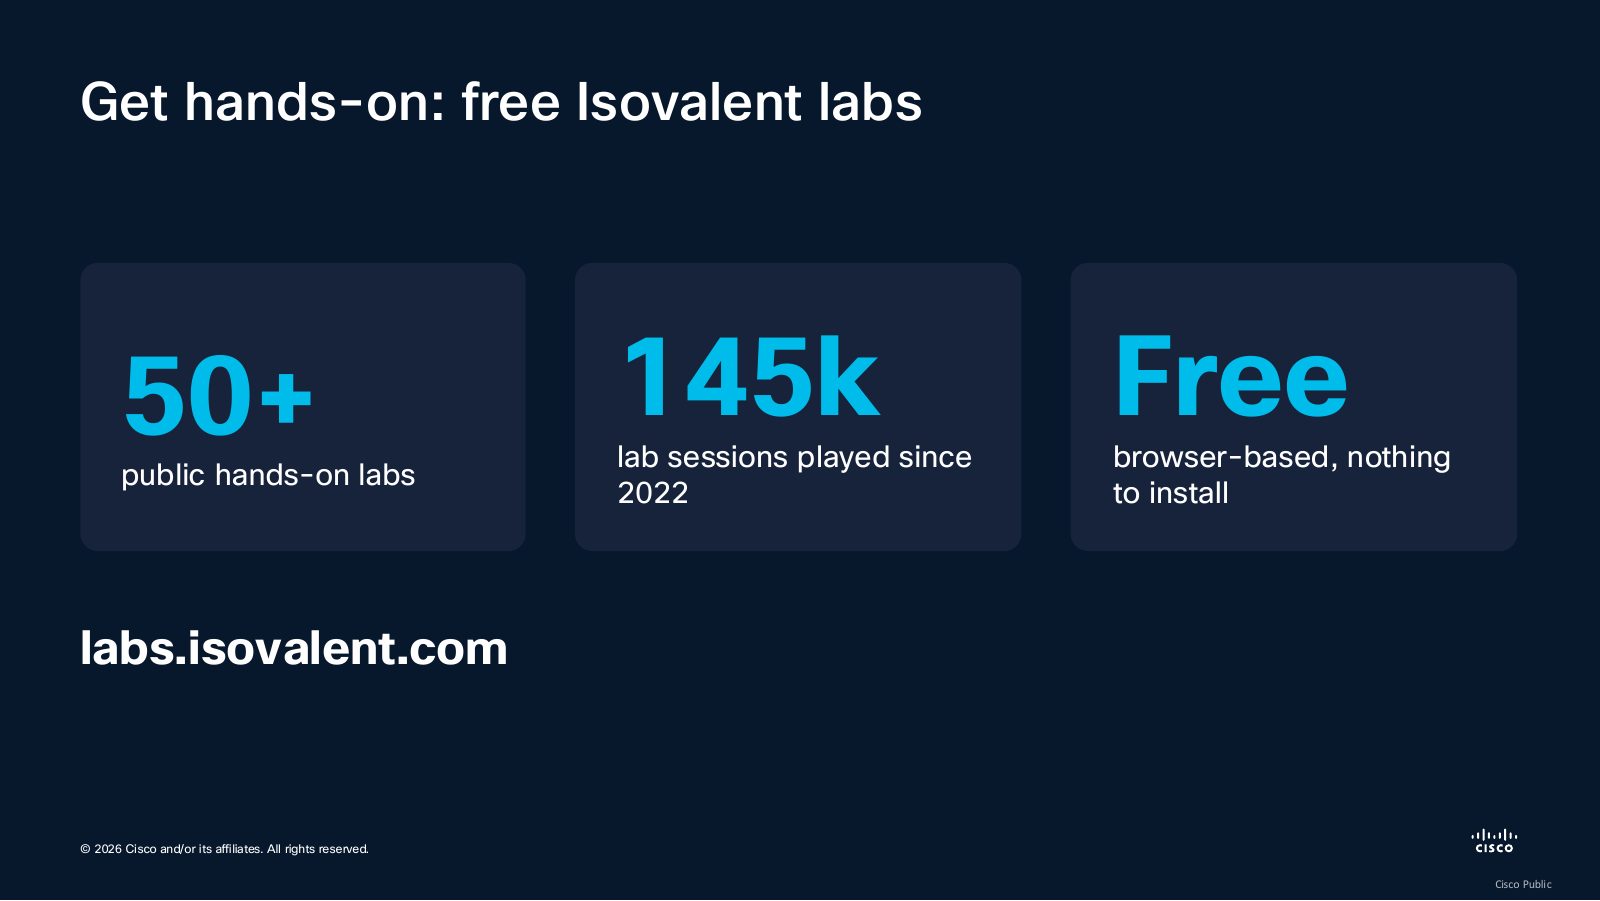 Get hands-on: free Isovalent labs
50+
public hands-on labs
145k
lab sessions played since
2022
Free
browser-based, nothing
to install
labs.isovalent.com
© 2026 Cisco and/or its affiliates. All rights reserved.
CISCO
Cisco Public